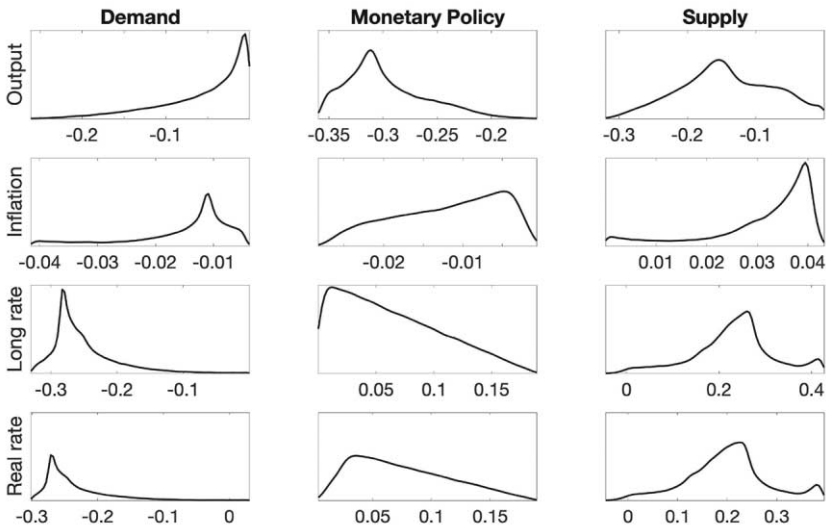 Demand Monetary Policy Supply
Output
-0.2 -0.1 -0.35 -0.3 -0.25 -0.2 -0.3 -0.2 -0.1
Inflation
-0.04 -0.03 -0.02 -0.01 -0.02 -0.01 0.01 0.02 0.03 0.04
Long rate
-0.3 -0.2 -0.1 0.05 0.1 0.15 0 0.2 0.4
Real rate
-0.3 -0.2 -0.1 0 0.05 0.1 0.15 0 0.1 0.2 0.3